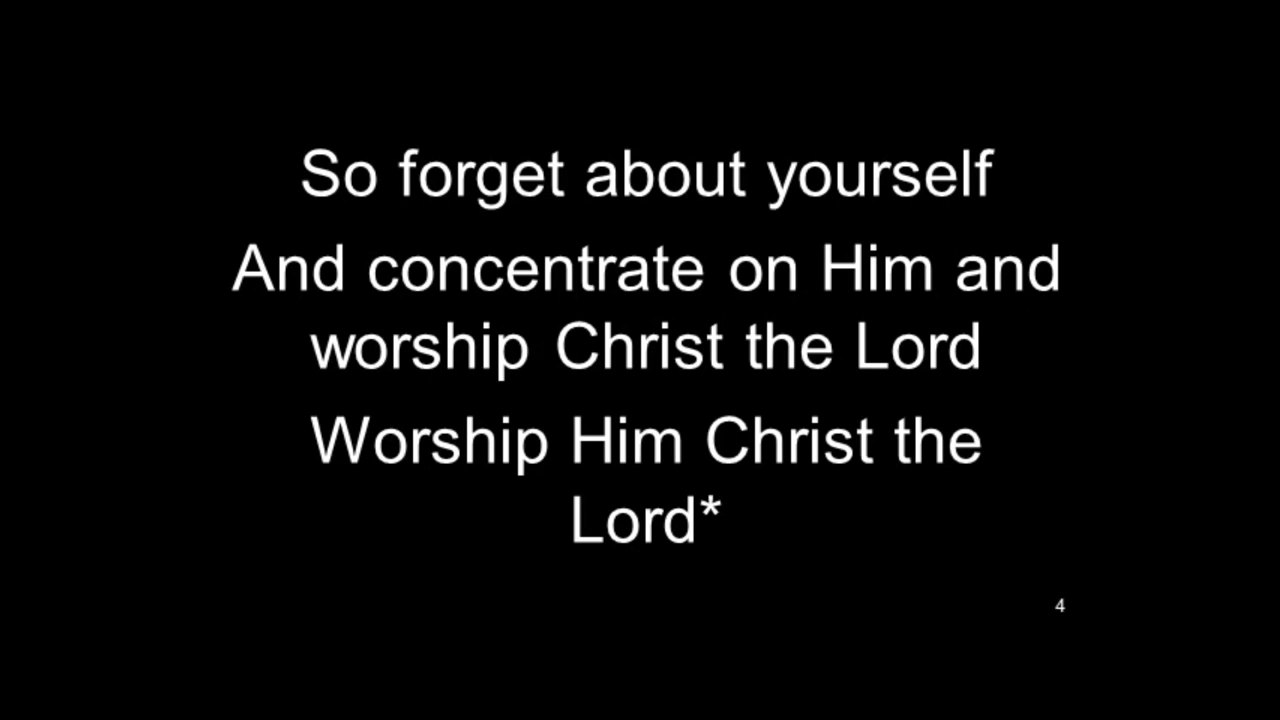 So forget about yourself
And concentrate on Him and
worship Christ the Lord
Worship Him Christ the
Lord*
4